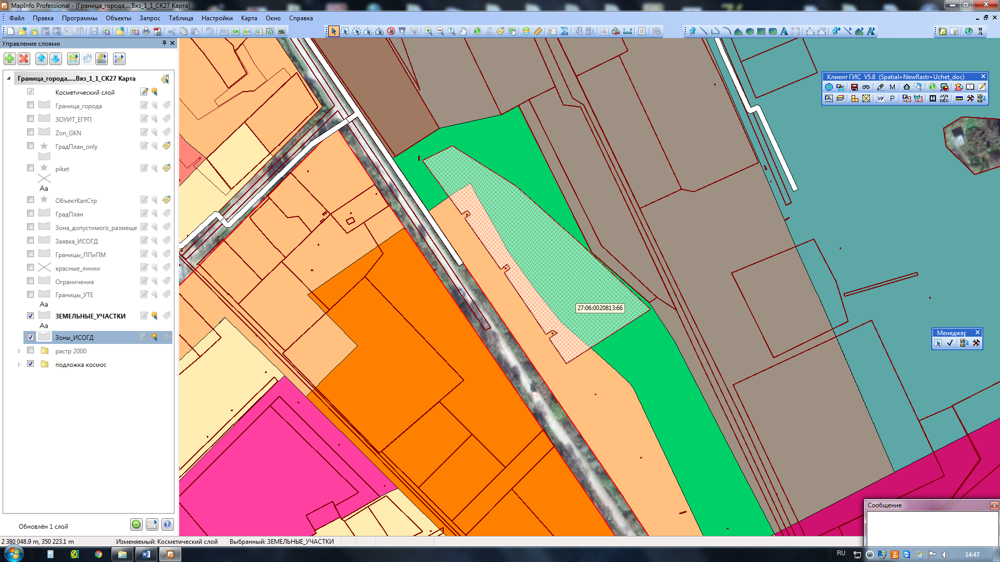 MapInfo Professional - [Граница_города,...,Вяз_1_1_СК27 Карта]
Файл Правка Программы Объекты Запрос Таблица Настройки Карта Окно Справка
Управление слоями
Граница_города,...,Вяз_1_1_СК27 Карта
Косметический слой
Граница_города
ЗОУИТ_ЕГРП
Zon_GKN
ГрадПлан_only
piket
Aa
ОбъектКапСтр
ГрадПлан
Зона_допустимого_размеще
Заявка_ИСОГД
Границы_ППиПМ
красные_линии
Ограничения
Границы_УТЕ
Aa
ЗЕМЕЛЬНЫЕ_УЧАСТКИ
Aa
Зоны_ИСОГД
растр 2000
подложка космос
Обновлён 1 слой
Клиент ГИС V5.8 (Spatial+NewRastr+Uchet_doc)
M
P
JAN
DEC
27:06:0020813:66
Менеджер
Сообщение
2 380 048.9 m, 350 223.1 m
Изменяемый: Косметический слой
Выбранный: ЗЕМЕЛЬНЫЕ_УЧАСТКИ
RU
14:47